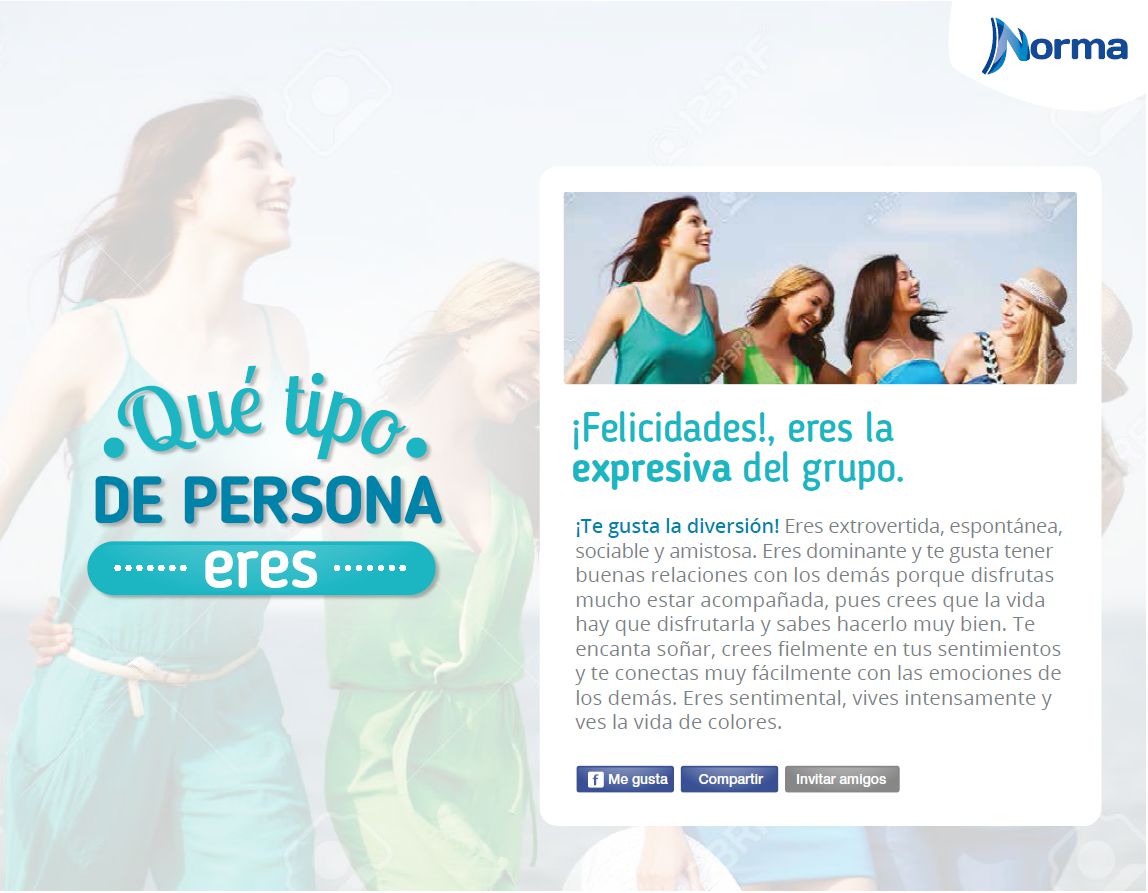 Norma
Qué tipo
DE PERSONA
eres
¡Felicidades!, eres la
expresiva del grupo.
¡Te gusta la diversión! Eres extrovertida, espontánea,
sociable y amistosa. Eres dominante y te gusta tener
buenas relaciones con los demás porque disfrutas
mucho estar acompañada, pues crees que la vida
hay que disfrutarla y sabes hacerlo muy bien. Te
encanta soñar, crees fielmente en tus sentimientos
y te conectas muy fácilmente con las emociones de
los demás. Eres sentimental, vives intensamente y
ves la vida de colores.
f Me gusta Compartir Invitar amigos
123RF